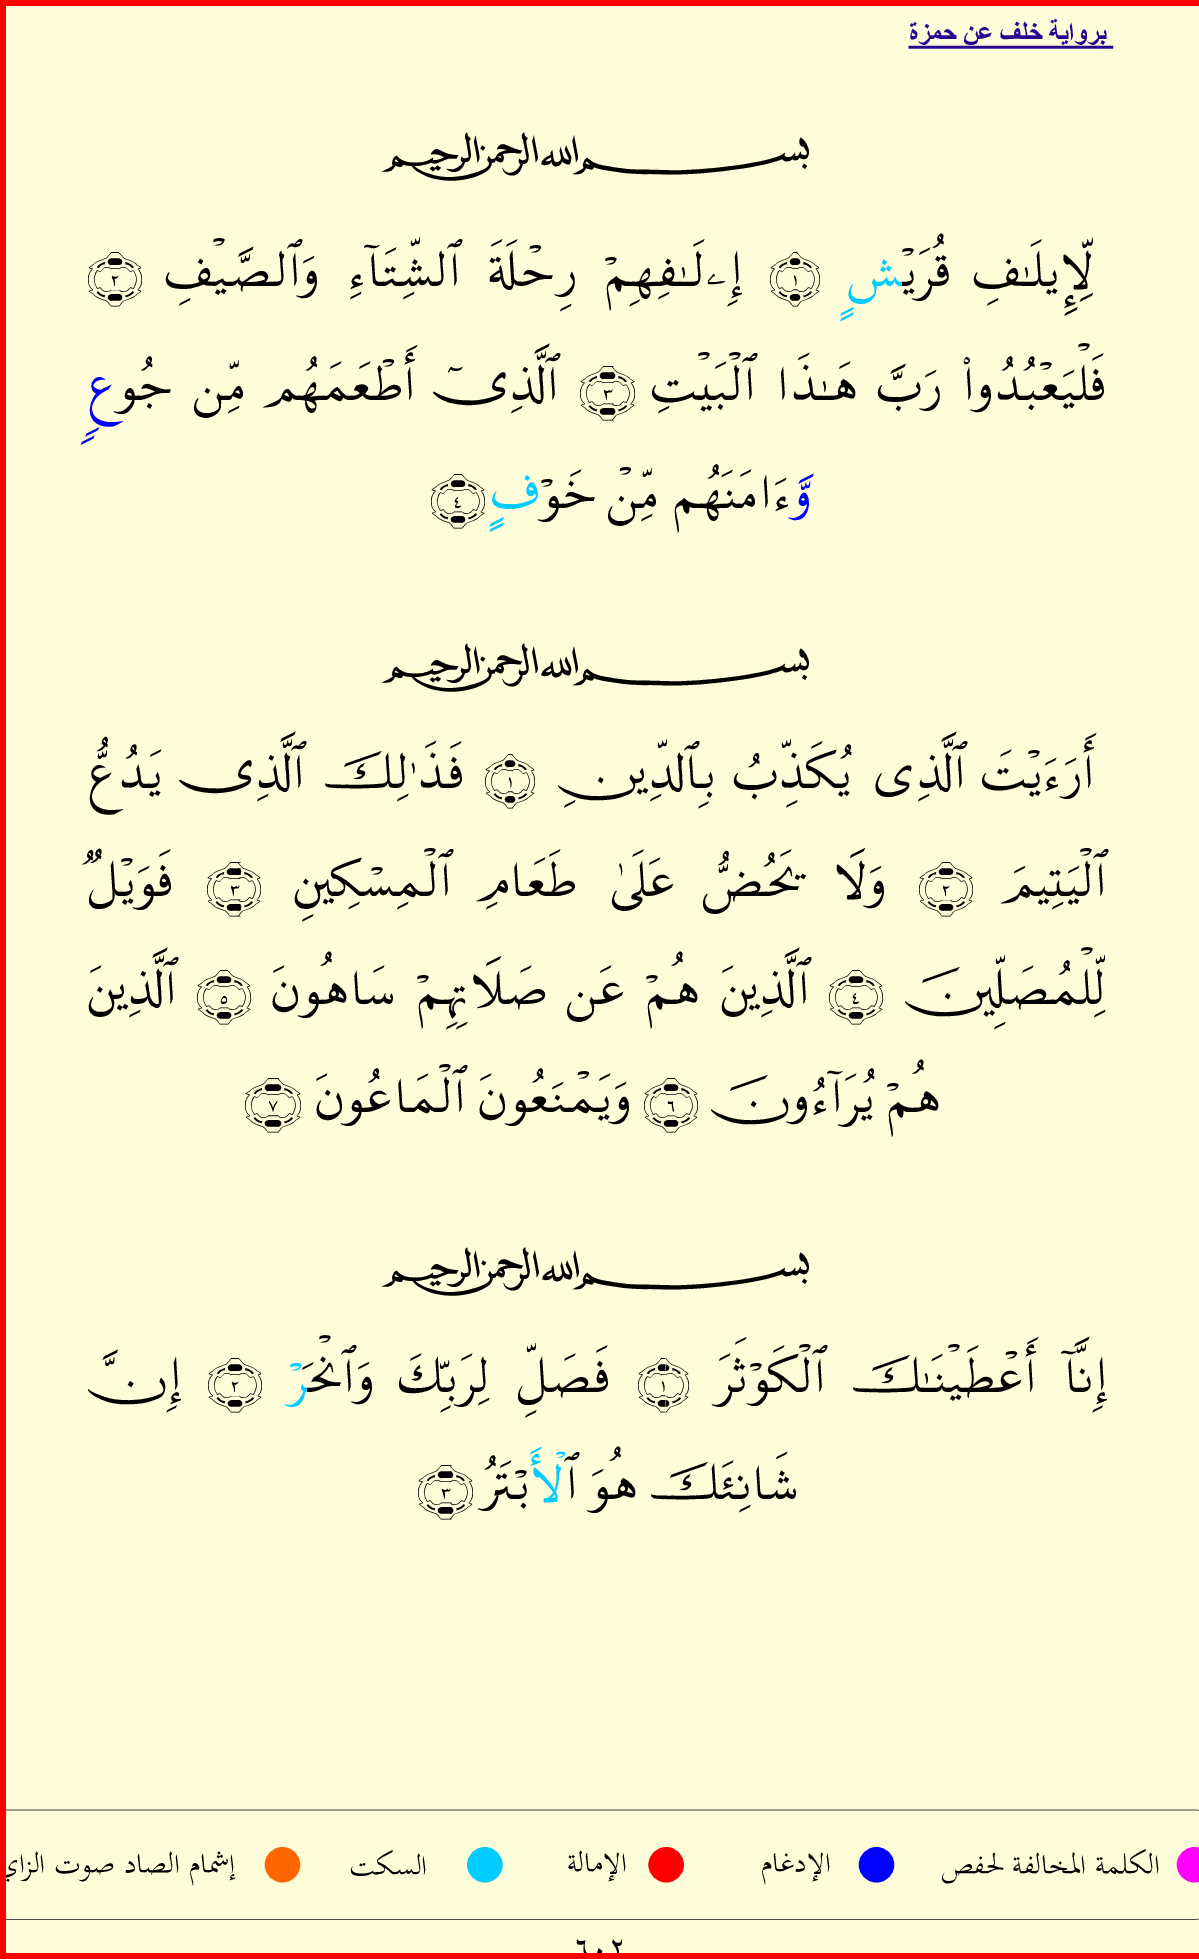 برواية خلف عن حمزة
بسم الله الرحمن الرحيم
لِّإِيلَـٰفِ قُرَيۡشٍ ١ إِۦلَـٰفِهِمۡ رِحۡلَةَ ٱلشِّتَآءِ وَٱلصَّيۡفِ ٢
فَلۡيَعۡبُدُواْ رَبَّ هَـٰذَا ٱلۡبَيۡتِ ٣ ٱلَّذِىٓ أَطۡعَمَهُم مِّن جُوعٍ
وَّءَامَنَهُم مِّنۡ خَوۡفٍ ٤
بسم الله الرحمن الرحيم
أَرَءَيۡتَ ٱلَّذِى يُكَذِّبُ بِٱلدِّينِ ١ فَذَٰلِكَ ٱلَّذِى يَدُعُّ
ٱلۡيَتِيمَ ٢ وَلَا يَحُضُّ عَلَىٰ طَعَامِ ٱلۡمِسۡكِينِ ٣ فَوَيۡلٌ
لِّلۡمُصَلِّينَ ٤ ٱلَّذِينَ هُمۡ عَن صَلَاتِهِمۡ سَاهُونَ ٥ ٱلَّذِينَ
هُمۡ يُرَآءُونَ ٦ وَيَمۡنَعُونَ ٱلۡمَاعُونَ ٧
بسم الله الرحمن الرحيم
إِنَّآ أَعۡطَيۡنَـٰكَ ٱلۡكَوۡثَرَ ١ فَصَلِّ لِرَبِّكَ وَٱنۡحَرۡ ٢ إِنَّ
شَانِئَكَ هُوَ ٱلۡأَبۡتَرُ ٣
الكلمة المخالفة لحفص الإدغام الإمالة السكت إشمام الصاد صوت الزاي
٦٠٢